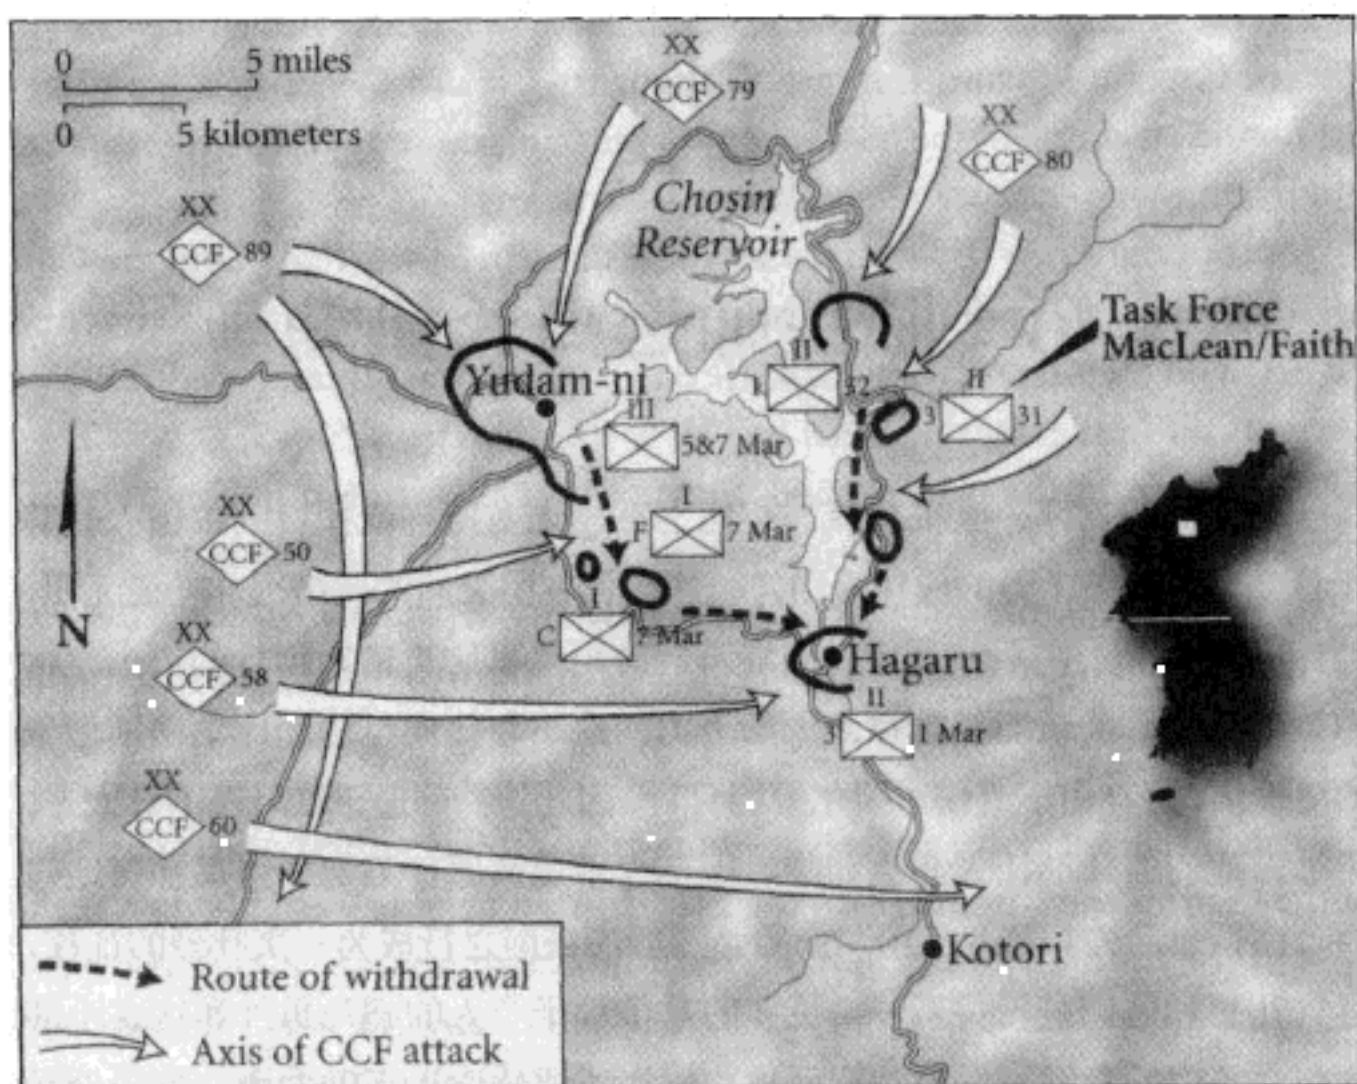 0 5 miles
0 5 kilometers
XX
CCF 79
XX
CCF 80
XX
CCF 89
Chosin
Reservoir
Task Force
MacLean/Faith
II
1 32
II
3 31
Yudam-ni
III
5&7 Mar
I
F 7 Mar
XX
CCF 50
I
C 7 Mar
N
XX
CCF 58
Hagaru
II
3 1 Mar
XX
CCF 60
Kotori
Route of withdrawal
Axis of CCF attack